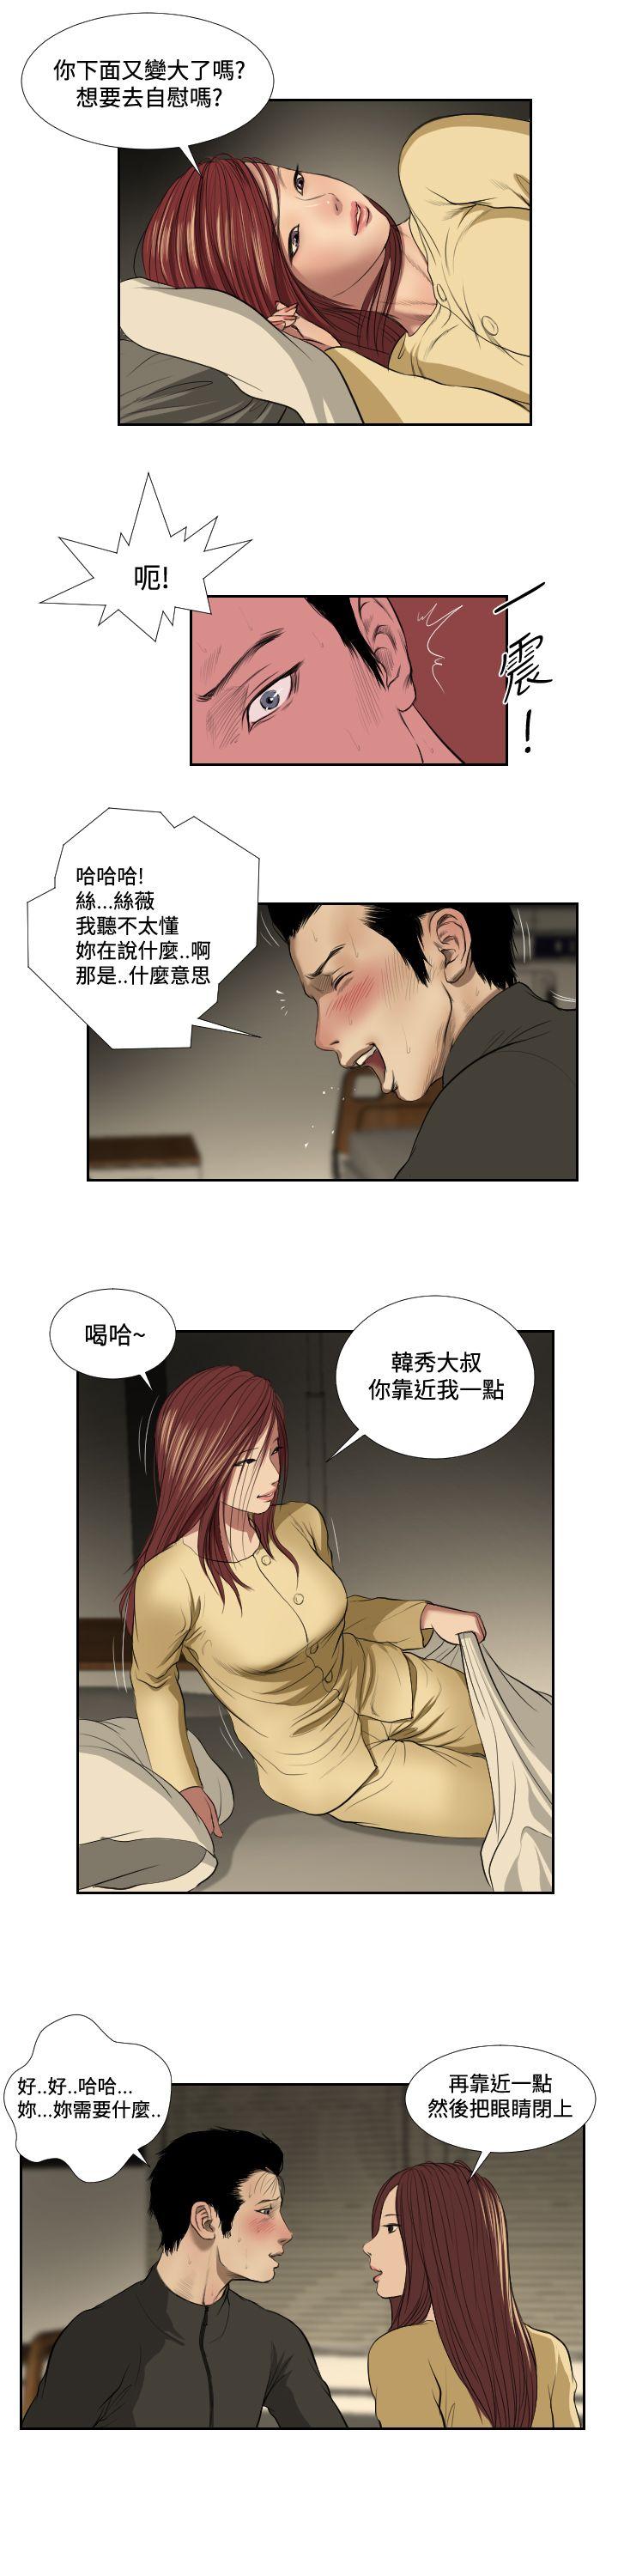 你下面又變大了嗎?
想要去自慰嗎?
呃!
一震!
哈哈哈!
絲...絲薇
我聽不太懂
妳在說什麼..啊
那是..什麼意思
喝哈~
韓秀大叔
你靠近我一點
好..好..哈哈...
妳...妳需要什麼..
再靠近一點
然後把眼睛閉上